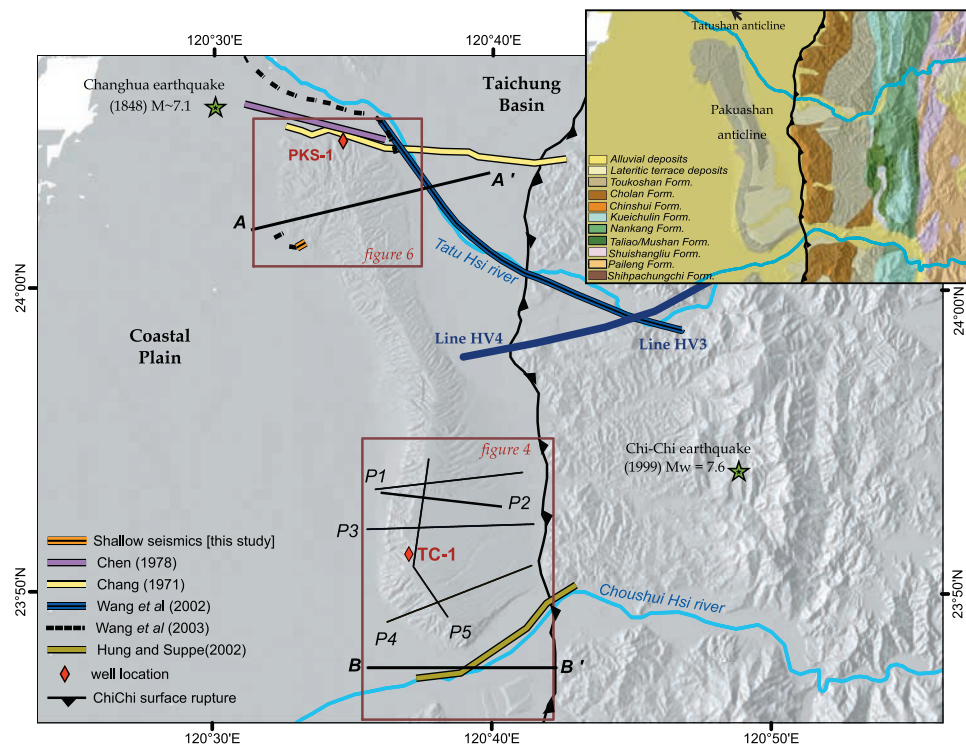 120°30'E
120°40'E
Changhua earthquake
(1848) M~7.1
Taichung
Basin
PKS-1
A'
A
figure 6
Tatu Hsi river
24°00'N
24°00'N
Coastal
Plain
Line HV4
Line HV3
figure 4
Chi-Chi earthquake
(1999) Mw = 7.6
P1
P2
P3
TC-1
P4
P5
B
B'
Choushui Hsi river
23°50'N
23°50'N
Shallow seismics [this study]
Chen (1978)
Chang (1971)
Wang et al (2002)
Wang et al (2003)
Hung and Suppe(2002)
well location
ChiChi surface rupture
120°30'E
120°40'E
120°50'E
Tatushan anticline
Pakuashan
anticline
Alluvial deposits
Lateritic terrace deposits
Toukoshan Form.
Cholan Form.
Chinshui Form.
Kueichulin Form.
Nankang Form.
Taliao/Mushan Form.
Shuishangliu Form.
Paileng Form.
Shihpachungchi Form.